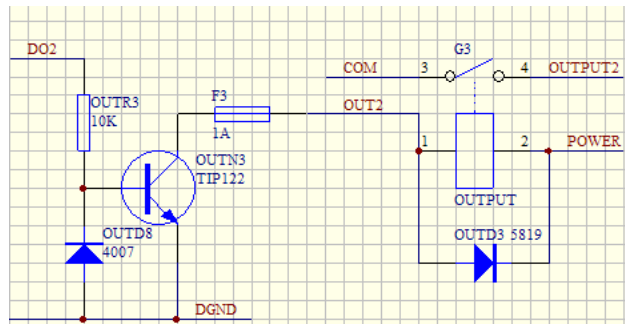 DO2
G3
COM
3
4
OUTPUT2
OUTR3
10K
F3
1A
OUT2
OUTN3
TIP122
1
2
POWER
OUTPUT
OUTD8
4007
OUTD3 5819
DGND